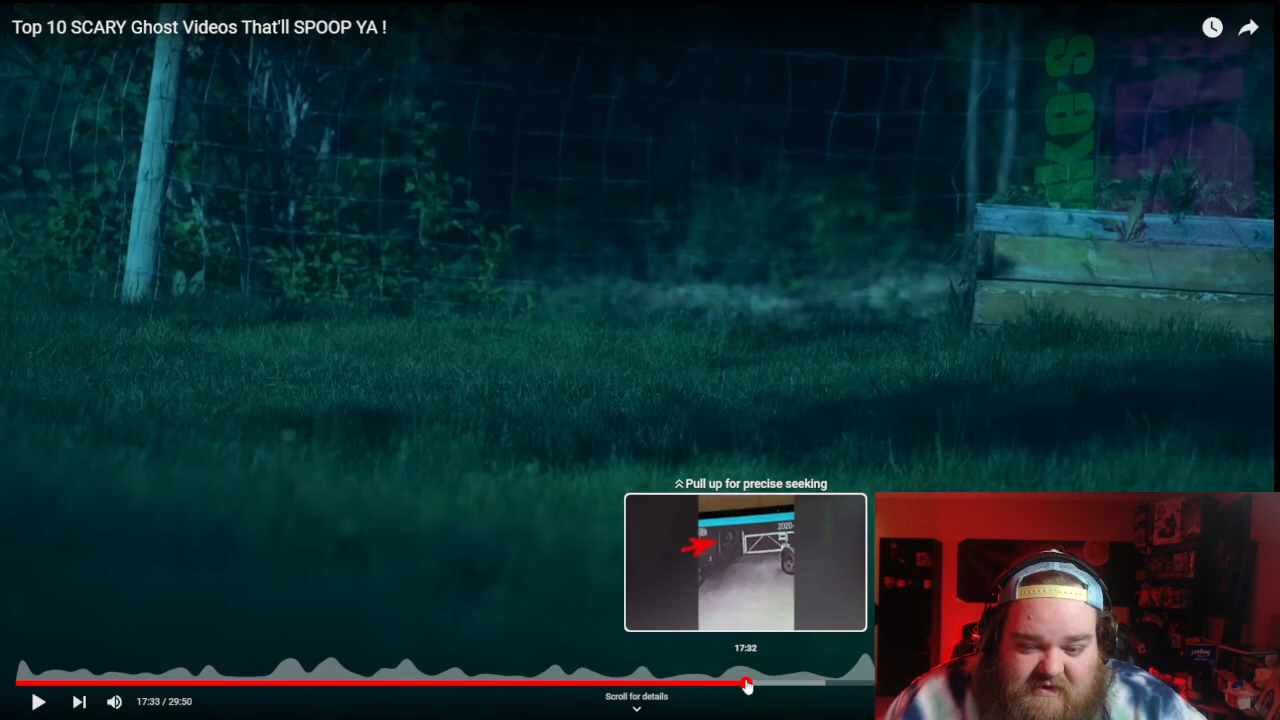 Top 10 SCARY Ghost Videos That'll SPOOP YA !
Pull up for precise seeking
2020-
17:32
17:33 / 29:50
Scroll for details